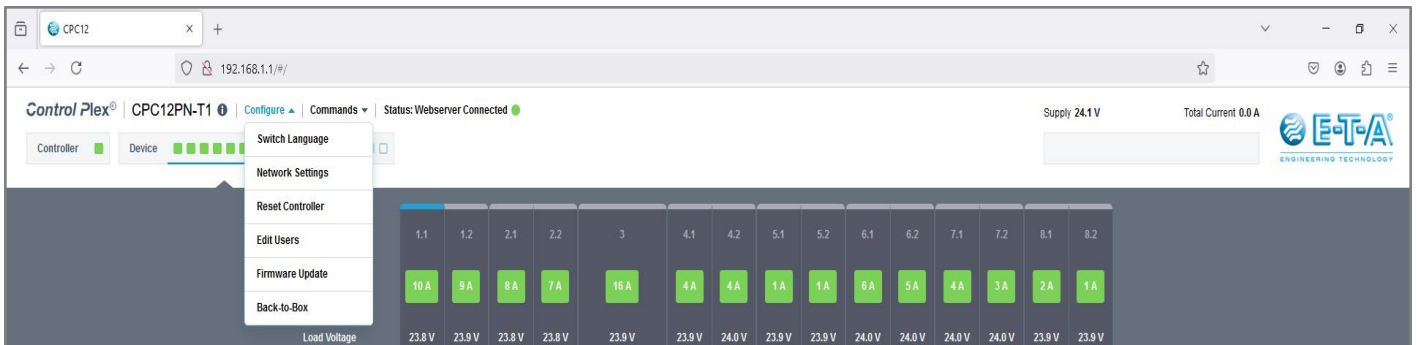 CPC12
192.168.1.1/#/
Control Plex® | CPC12PN-T1 | Configure | Commands | Status: Webserver Connected
Supply 24.1 V Total Current 0.0 A
Controller Device
E-T-A®
ENGINEERING TECHNOLOGY
Switch Language
Network Settings
Reset Controller
Edit Users
Firmware Update
Back-to-Box
1.1 1.2 2.1 2.2 3 4.1 4.2 5.1 5.2 6.1 6.2 7.1 7.2 8.1 8.2
10 A 9 A 8 A 7 A 16 A 4 A 4 A 1 A 1 A 6 A 5 A 4 A 3 A 2 A 1 A
Load Voltage 23.8 V 23.9 V 23.8 V 23.8 V 23.9 V 23.9 V 24.0 V 23.9 V 23.9 V 24.0 V 24.0 V 24.0 V 24.0 V 23.9 V 23.9 V